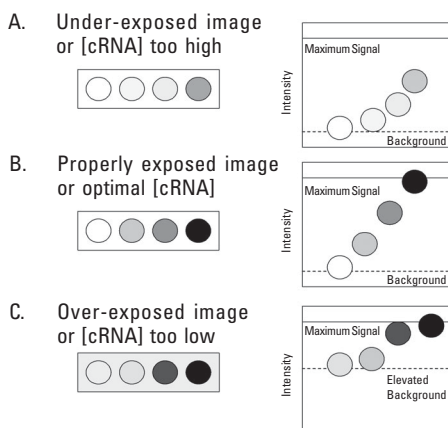 A. Under-exposed image
or [cRNA] too high
Maximum Signal
Intensity
Background
B. Properly exposed image
or optimal [cRNA]
Maximum Signal
Intensity
Background
C. Over-exposed image
or [cRNA] too low
Maximum Signal
Intensity
Elevated
Background